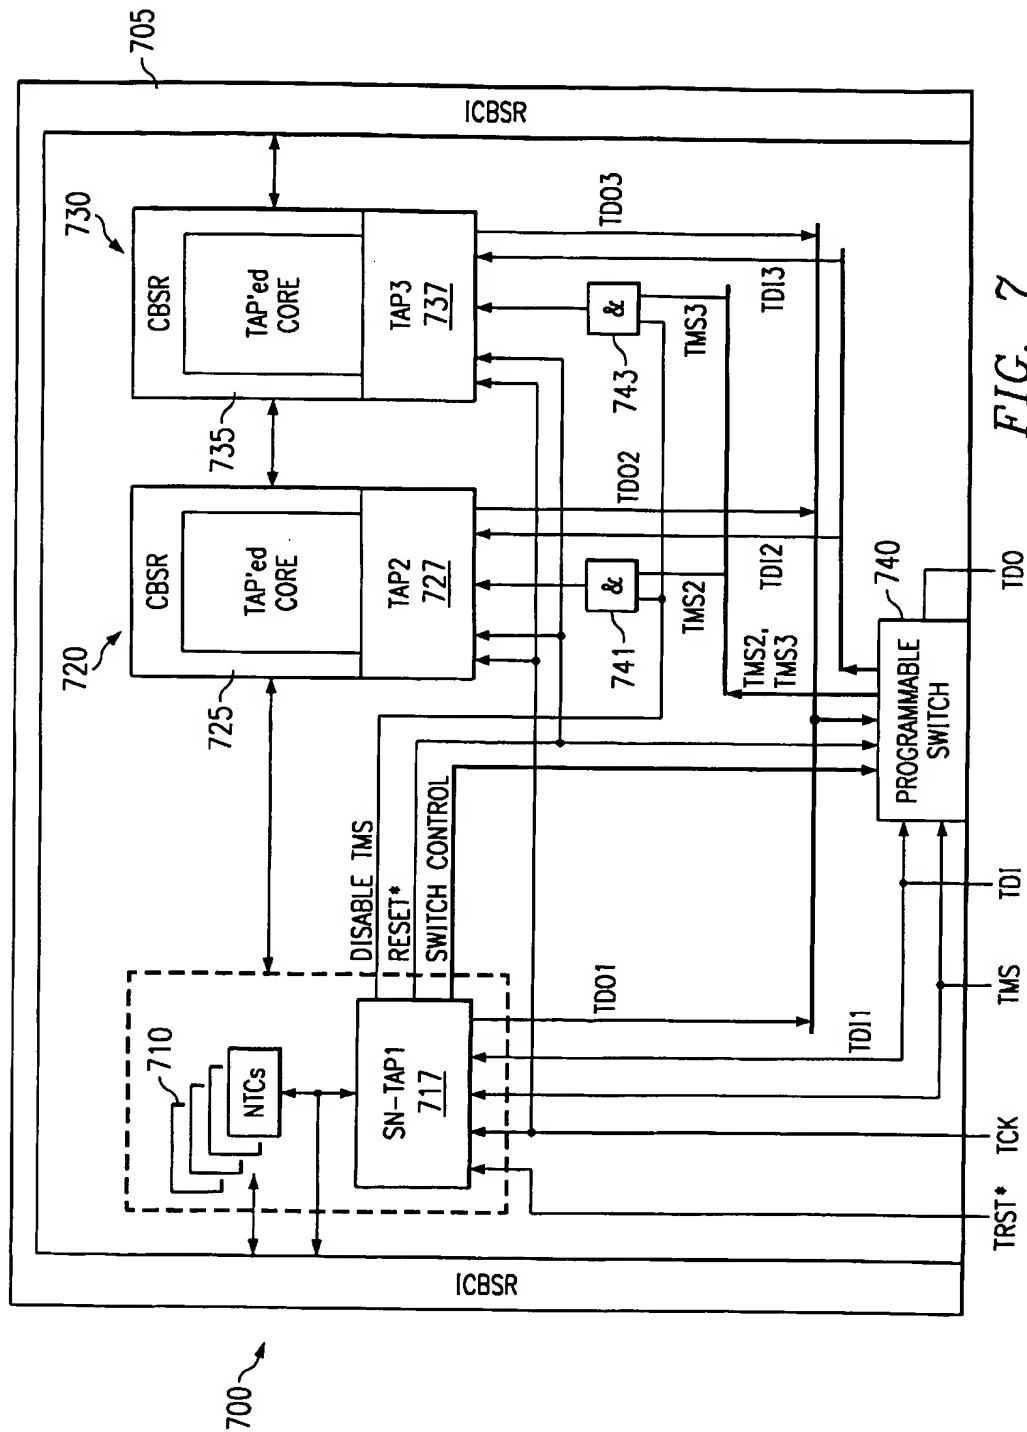 700
ICBSR
705
ICBSR
710
NTCs
SN-TAP1
717
720
CBSR
TAP'ed
CORE
725
TAP2
727
730
CBSR
TAP'ed
CORE
735
TAP3
737
DISABLE TMS
RESET*
SWITCH CONTROL
TDO1
TDI1
741
&
TMS2
TDO2
TDI2
743
&
TMS3
TDO3
TDI3
TMS2,
TMS3
740
PROGRAMMABLE
SWITCH
TRST*
TCK
TMS
TDI
TDO
FIG. 7